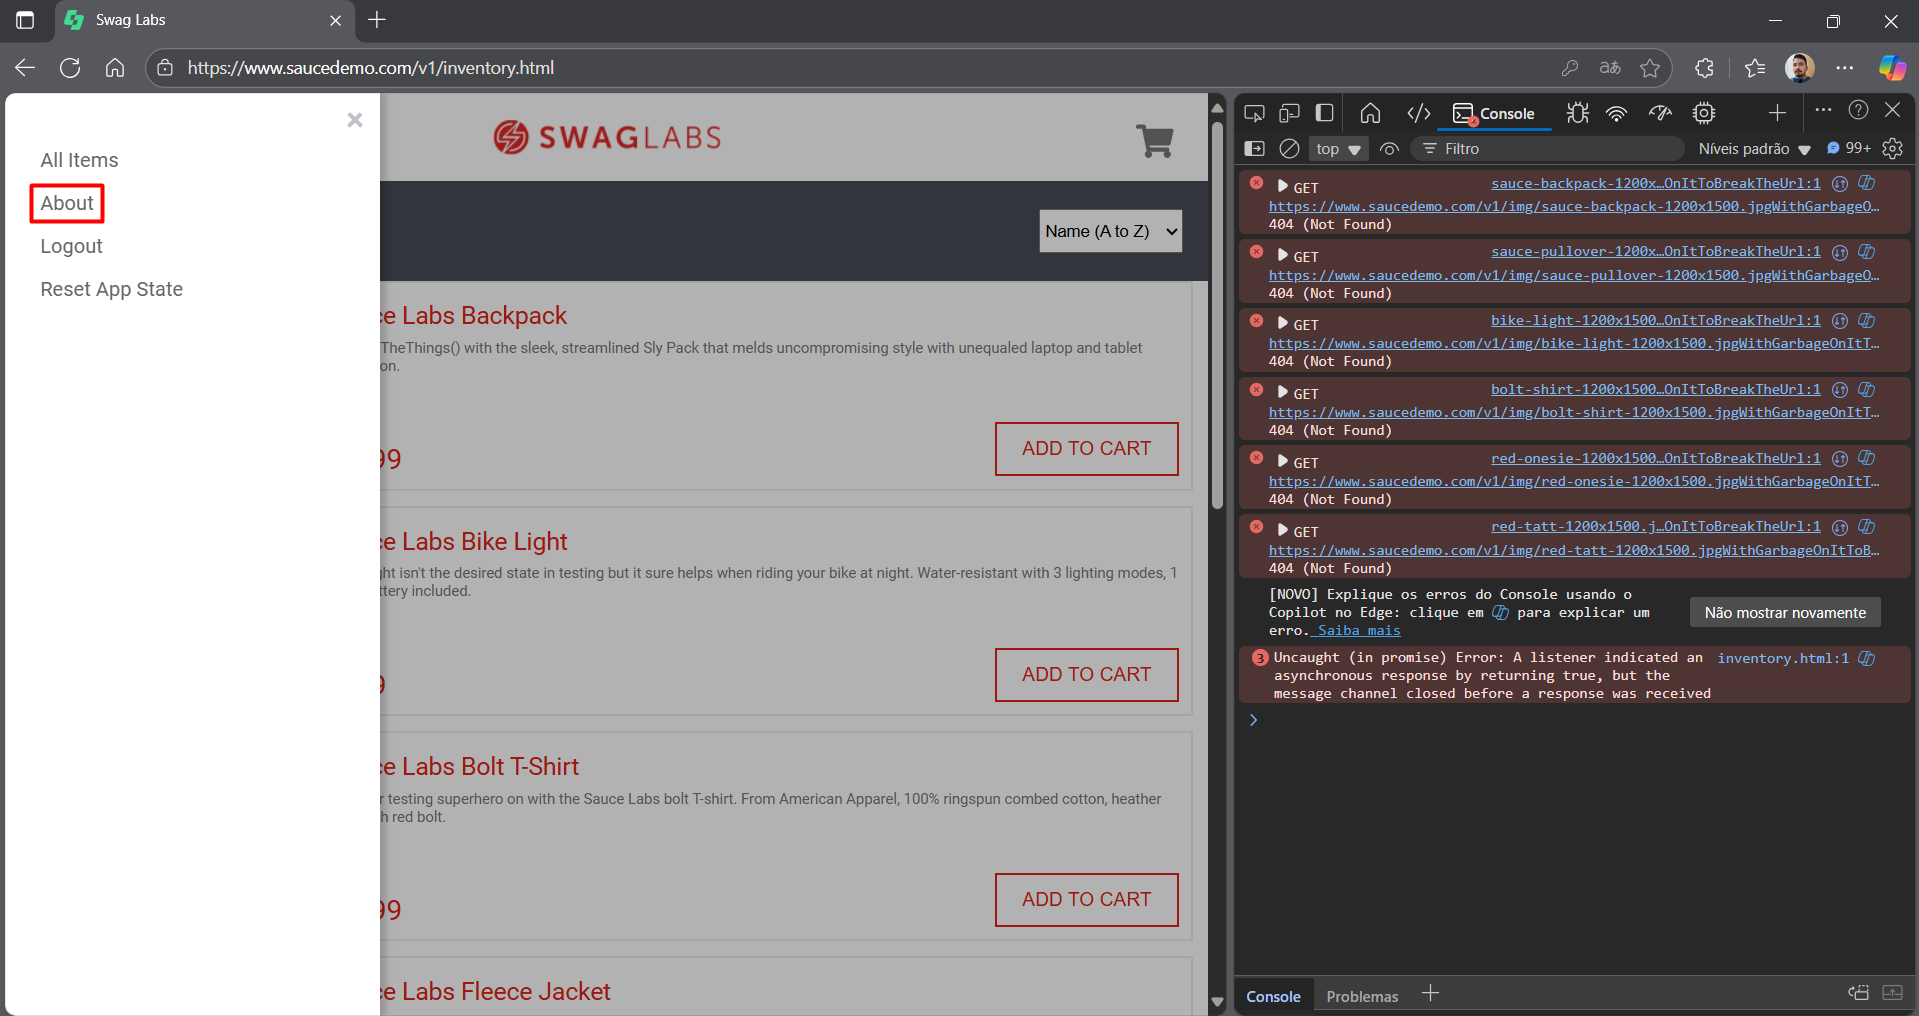 Swag Labs
https://www.saucedemo.com/v1/inventory.html
All Items
About
Logout
Reset App State
SWAGLABS
Name (A to Z)
ce Labs Backpack
TheThings() with the sleek, streamlined Sly Pack that melds uncompromising style with unequaled laptop and tablet
on.
99
ADD TO CART
ce Labs Bike Light
ht isn't the desired state in testing but it sure helps when riding your bike at night. Water-resistant with 3 lighting modes, 1
ttery included.
9
ADD TO CART
ce Labs Bolt T-Shirt
r testing superhero on with the Sauce Labs bolt T-shirt. From American Apparel, 100% ringspun combed cotton, heather
h red bolt.
99
ADD TO CART
ce Labs Fleece Jacket
Console
top
Filtro
Níveis padrão
99+
GET sauce-backpack-1200x…OnItToBreakTheUrl:1
https://www.saucedemo.com/v1/img/sauce-backpack-1200x1500.jpgWithGarbageO…
404 (Not Found)
GET sauce-pullover-1200x…OnItToBreakTheUrl:1
https://www.saucedemo.com/v1/img/sauce-pullover-1200x1500.jpgWithGarbageO…
404 (Not Found)
GET bike-light-1200x1500…OnItToBreakTheUrl:1
https://www.saucedemo.com/v1/img/bike-light-1200x1500.jpgWithGarbageOnItT…
404 (Not Found)
GET bolt-shirt-1200x1500…OnItToBreakTheUrl:1
https://www.saucedemo.com/v1/img/bolt-shirt-1200x1500.jpgWithGarbageOnItT…
404 (Not Found)
GET red-onesie-1200x1500…OnItToBreakTheUrl:1
https://www.saucedemo.com/v1/img/red-onesie-1200x1500.jpgWithGarbageOnItT…
404 (Not Found)
GET red-tatt-1200x1500.j…OnItToBreakTheUrl:1
https://www.saucedemo.com/v1/img/red-tatt-1200x1500.jpgWithGarbageOnItToB…
404 (Not Found)
[NOVO] Explique os erros do Console usando o
Copilot no Edge: clique em para explicar um
erro. Saiba mais
Não mostrar novamente
3 Uncaught (in promise) Error: A listener indicated an inventory.html:1
asynchronous response by returning true, but the
message channel closed before a response was received
Console
Problemas